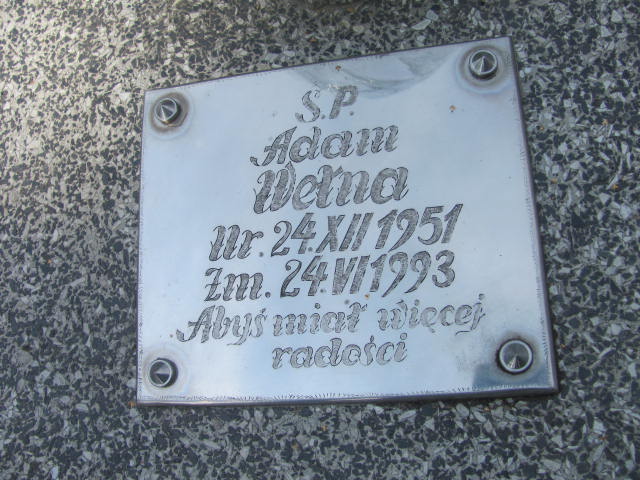 Ś.P.
Adam
Wełna
Ur. 24.XII 1951
Zm. 24.VI 1993
Abyś miał więcej
radości